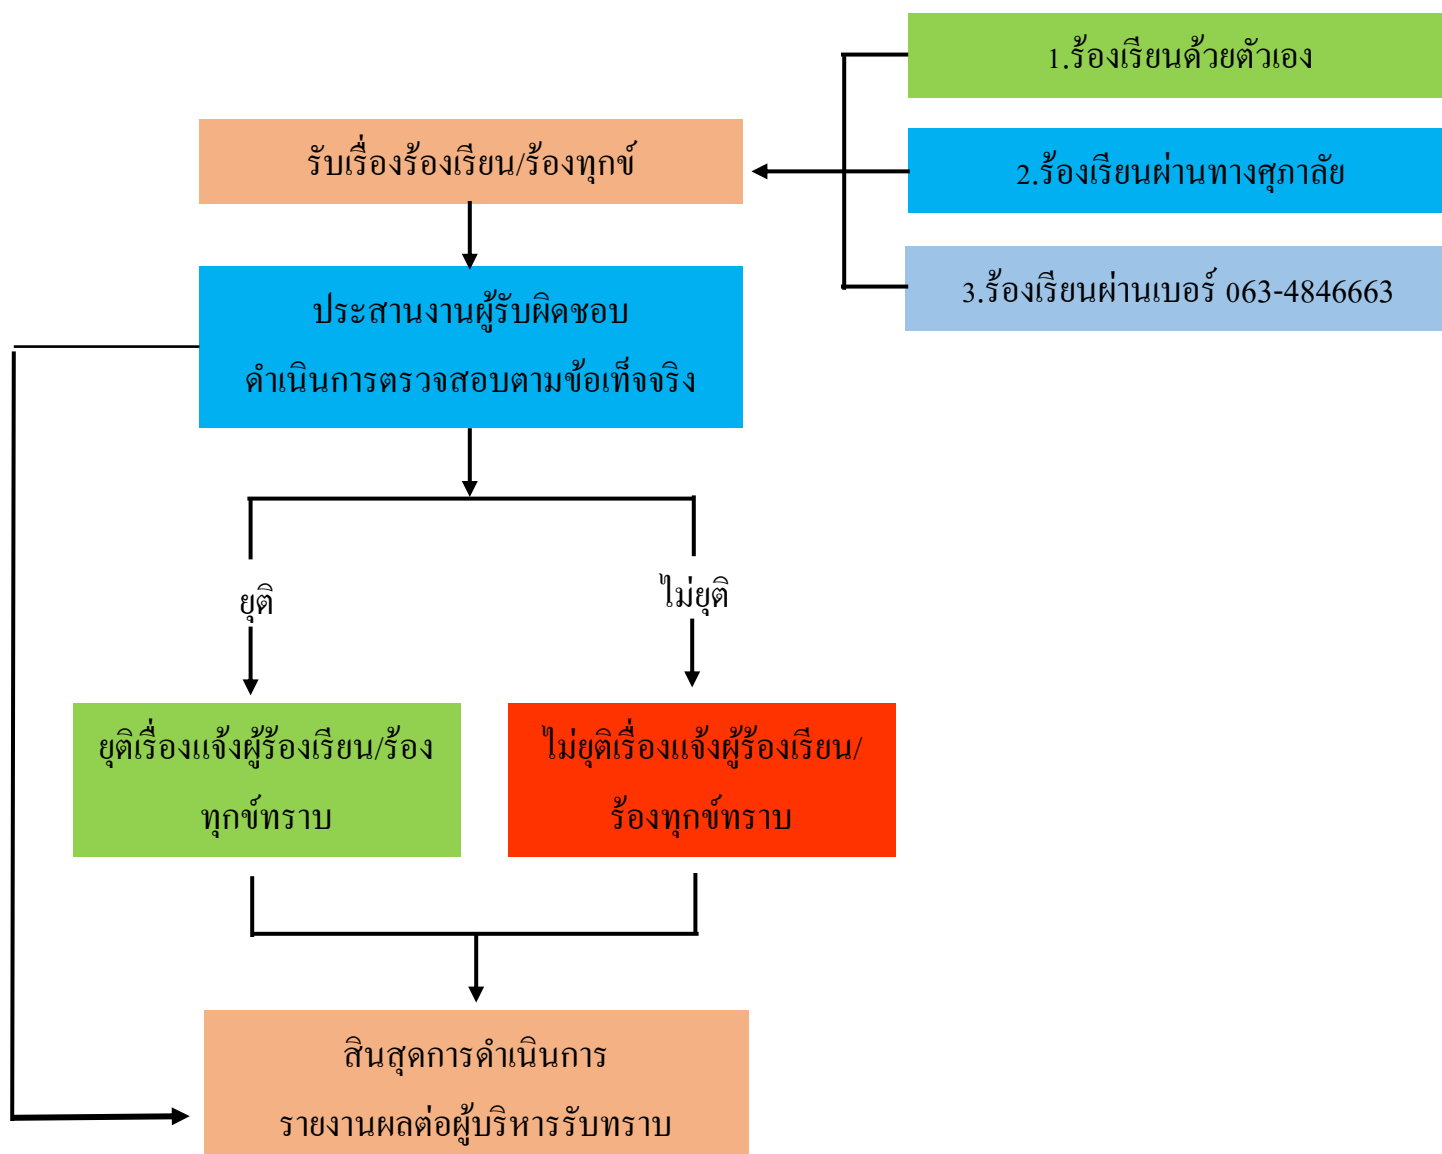 1.ร้องเรียนด้วยตัวเอง
รับเรื่องร้องเรียน/ร้องทุกข์
2.ร้องเรียนผ่านทางศุภาลัย
3.ร้องเรียนผ่านเบอร์ 063-4846663
ประสานงานผู้รับผิดชอบ
ดำเนินการตรวจสอบตามข้อเท็จจริง
ยุติ
ไม่ยุติ
ยุติเรื่องแจ้งผู้ร้องเรียน/ร้อง
ทุกข์ทราบ
ไม่ยุติเรื่องแจ้งผู้ร้องเรียน/
ร้องทุกข์ทราบ
สินสุดการดำเนินการ
รายงานผลต่อผู้บริหารรับทราบ